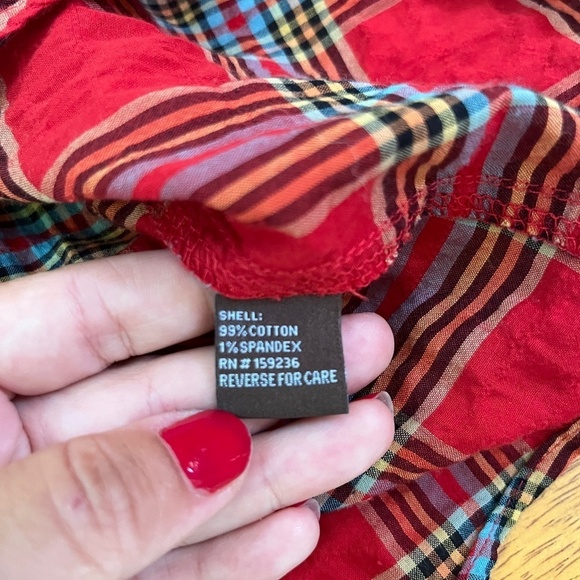 SHELL:
99% COTTON
1% SPANDEX
RN# 159236
REVERSE FOR CARE